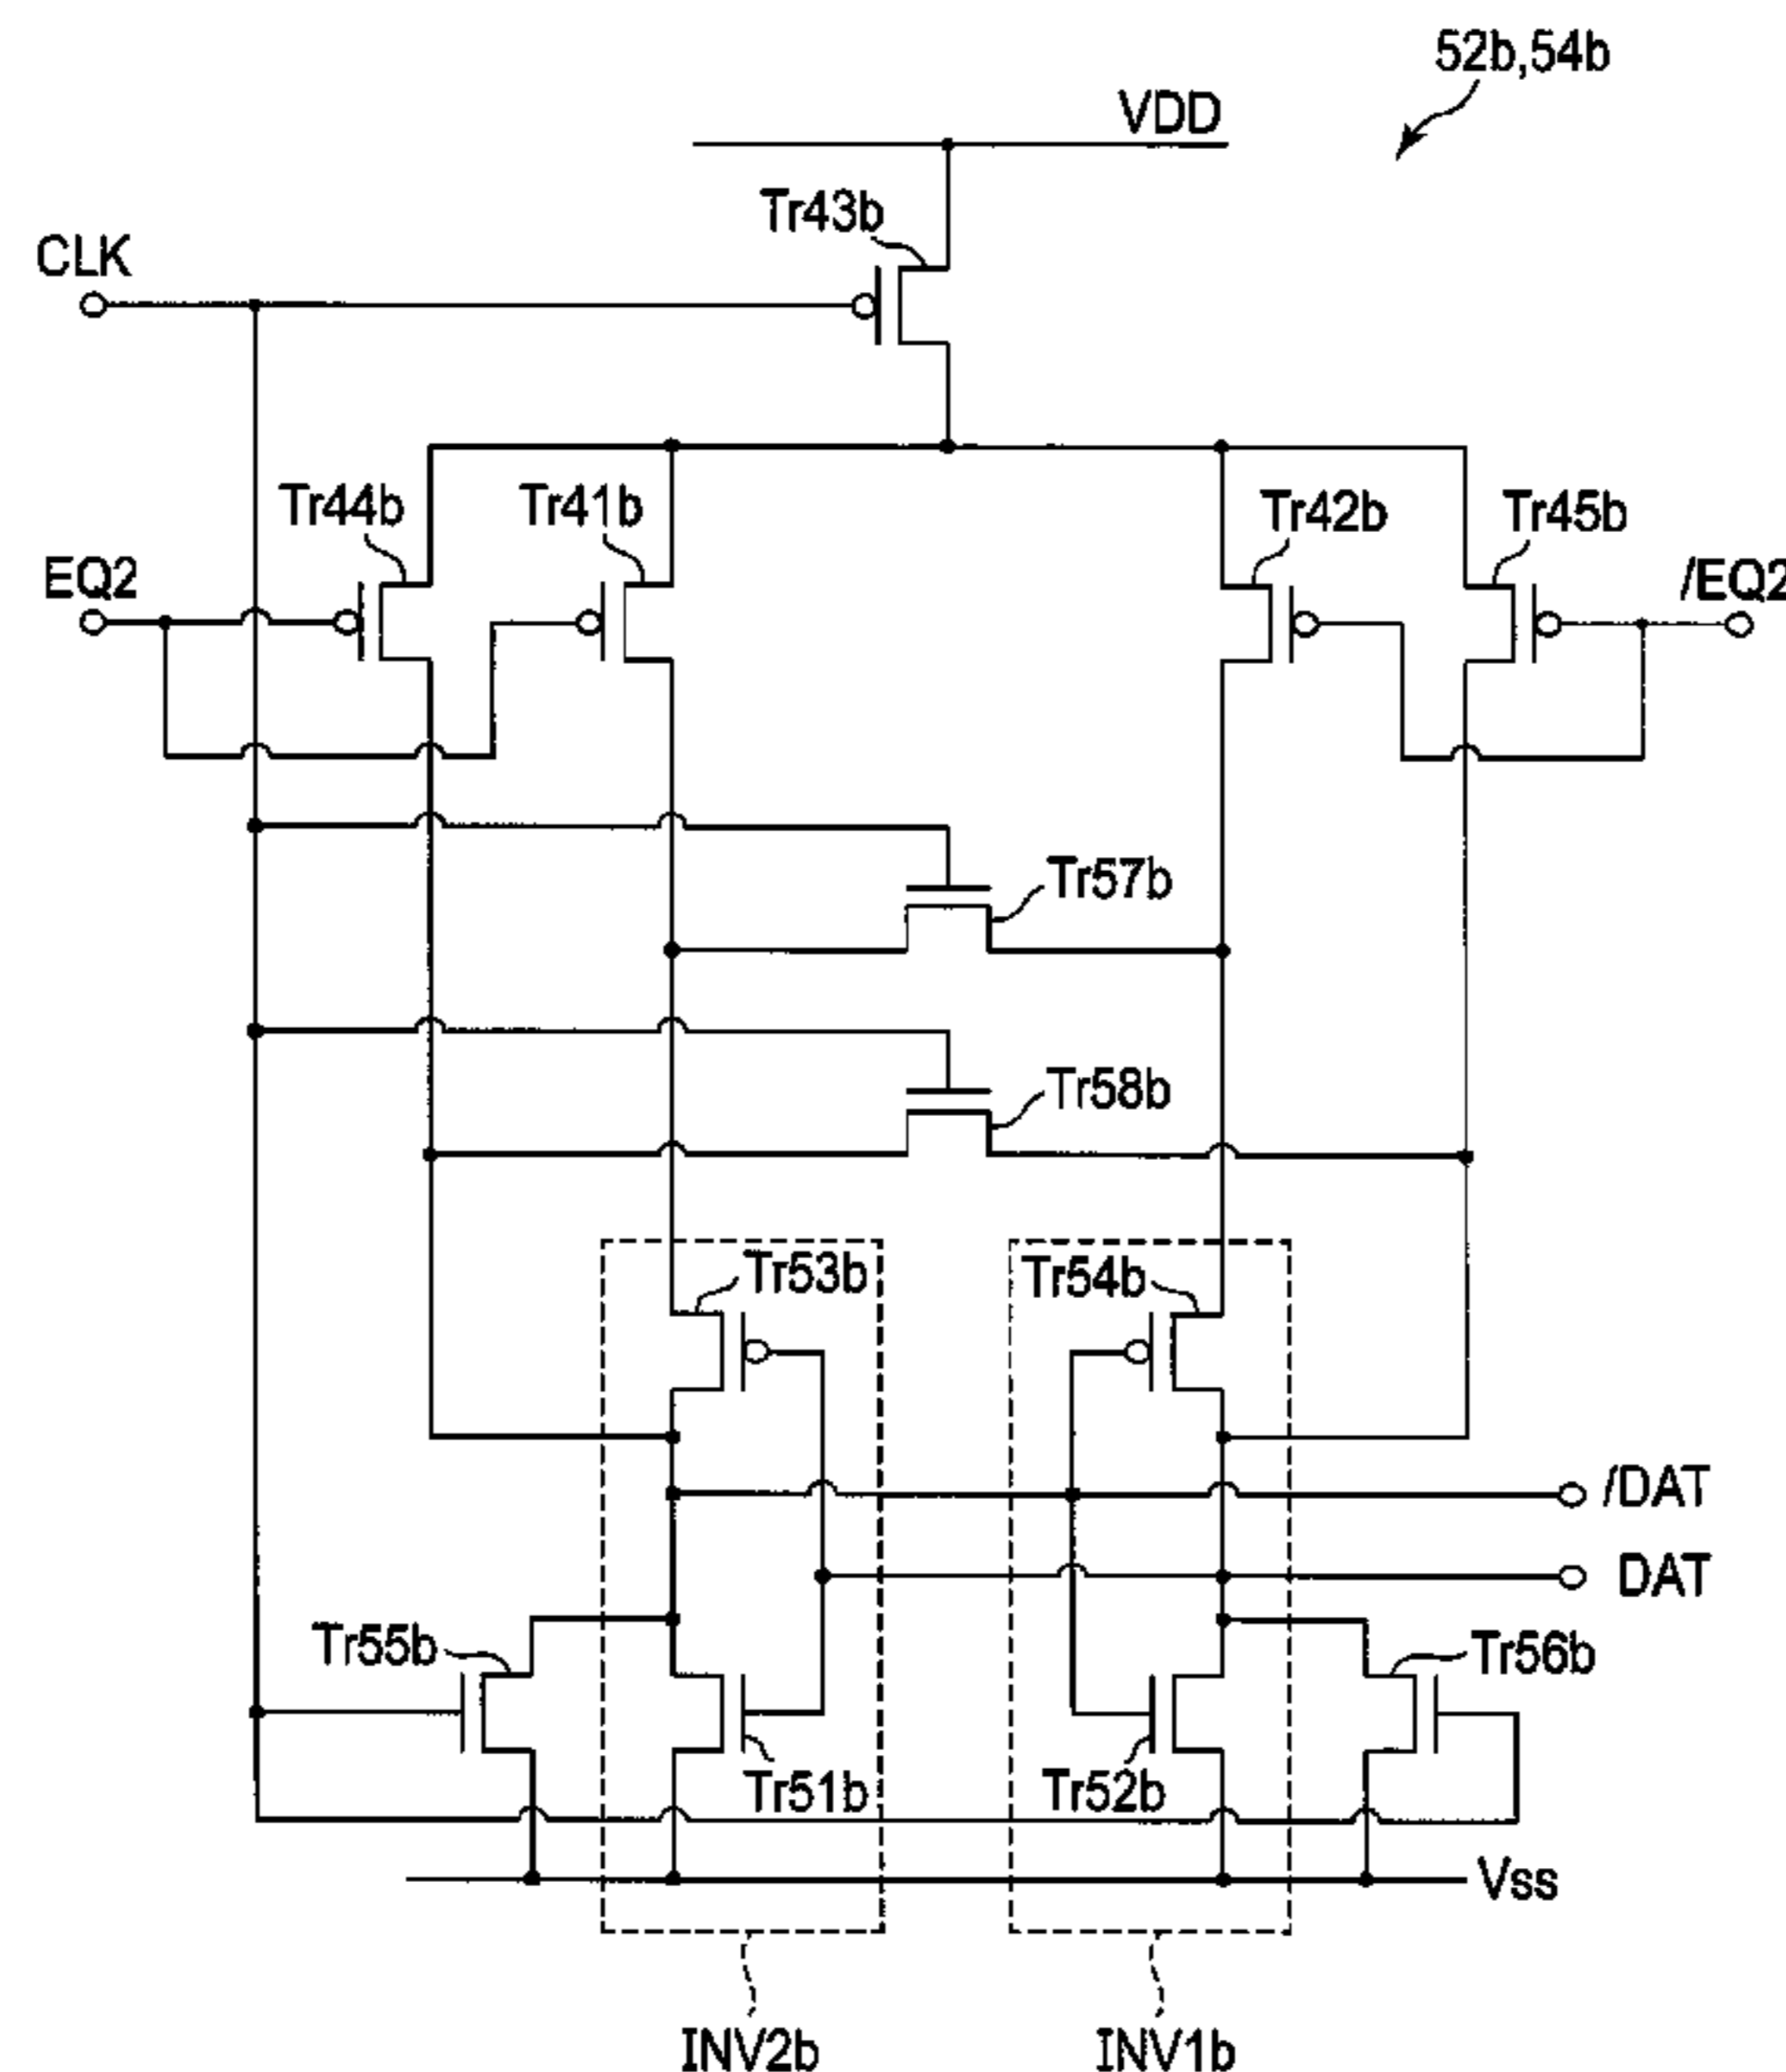 52b,54b
VDD
Tr43b
CLK
Tr44b
Tr41b
Tr42b
Tr45b
EQ2
/EQ2
Tr57b
Tr58b
Tr53b
Tr54b
/DAT
DAT
Tr55b
Tr56b
Tr51b
Tr52b
Vss
INV2b
INV1b